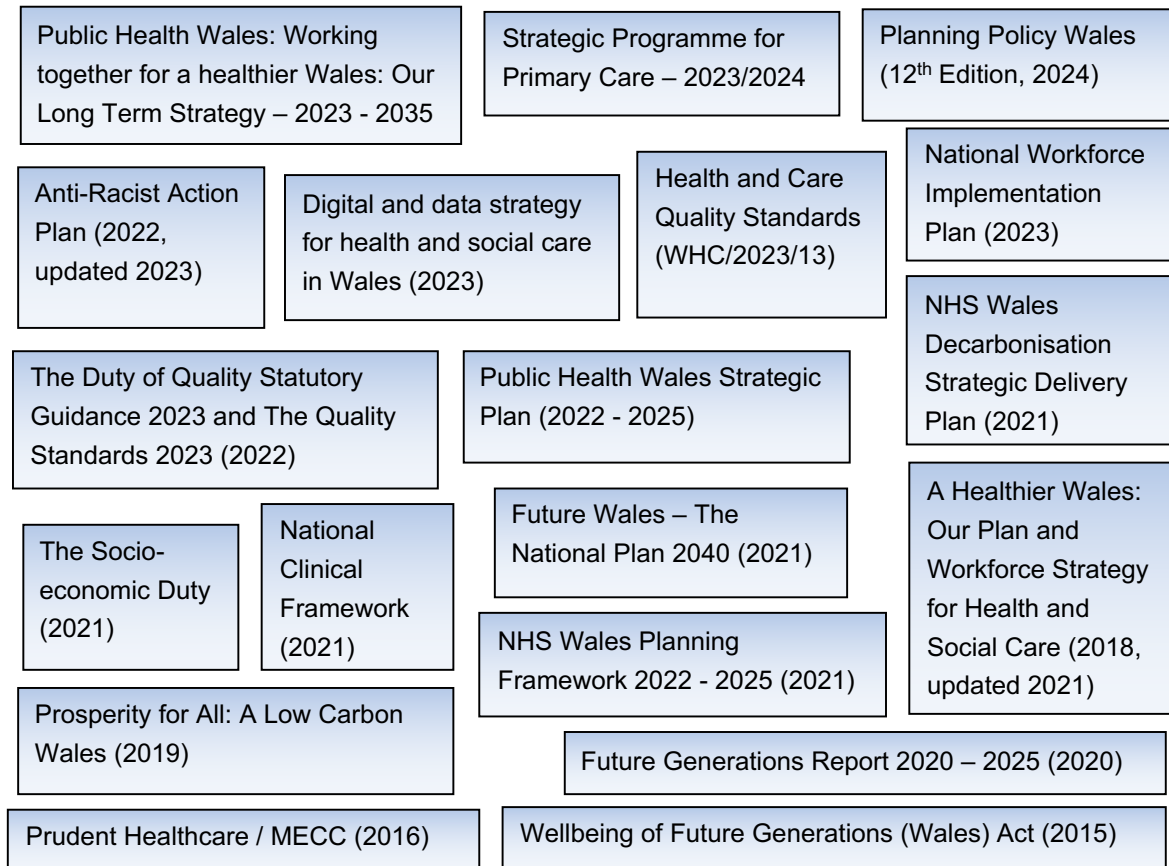 Public Health Wales: Working
together for a healthier Wales: Our
Long Term Strategy – 2023 - 2035
Strategic Programme for
Primary Care – 2023/2024
Planning Policy Wales
(12th Edition, 2024)
Anti-Racist Action
Plan (2022,
updated 2023)
Digital and data strategy
for health and social care
in Wales (2023)
Health and Care
Quality Standards
(WHC/2023/13)
National Workforce
Implementation
Plan (2023)
NHS Wales
Decarbonisation
Strategic Delivery
Plan (2021)
The Duty of Quality Statutory
Guidance 2023 and The Quality
Standards 2023 (2022)
Public Health Wales Strategic
Plan (2022 - 2025)
A Healthier Wales:
Our Plan and
Workforce Strategy
for Health and
Social Care (2018,
updated 2021)
The Socio-
economic Duty
(2021)
National
Clinical
Framework
(2021)
Future Wales – The
National Plan 2040 (2021)
NHS Wales Planning
Framework 2022 - 2025 (2021)
Prosperity for All: A Low Carbon
Wales (2019)
Future Generations Report 2020 – 2025 (2020)
Prudent Healthcare / MECC (2016)
Wellbeing of Future Generations (Wales) Act (2015)